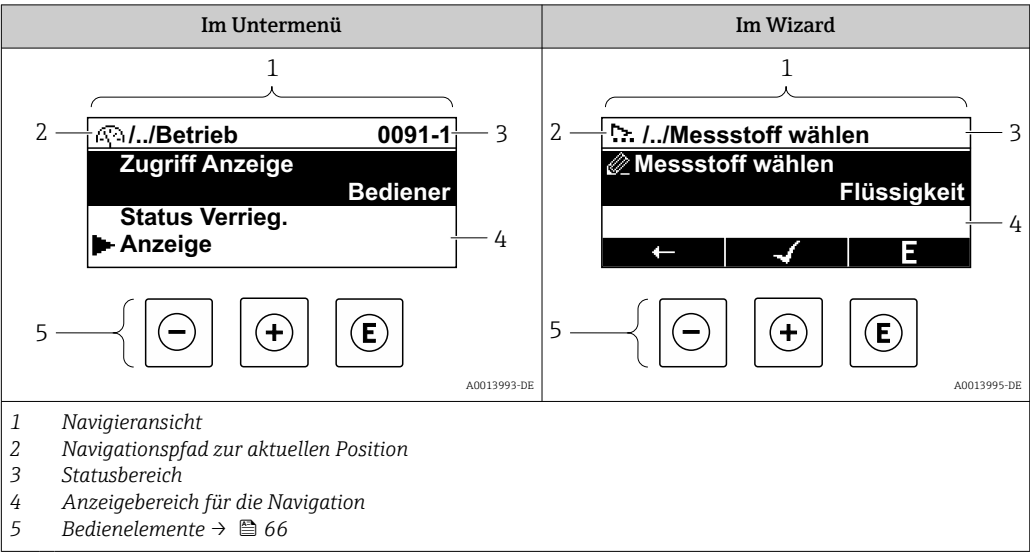 Im Untermenü
Im Wizard
1
2
/../Betrieb 0091-1
3
Zugriff Anzeige
Bediener
Status Verrieg.
Anzeige
4
5
- + E
A0013993-DE
1
2
/../Messstoff wählen
3
Messstoff wählen
Flüssigkeit
4
← ✓ E
5
- + E
A0013995-DE
1 Navigieransicht
2 Navigationspfad zur aktuellen Position
3 Statusbereich
4 Anzeigebereich für die Navigation
5 Bedienelemente → 66